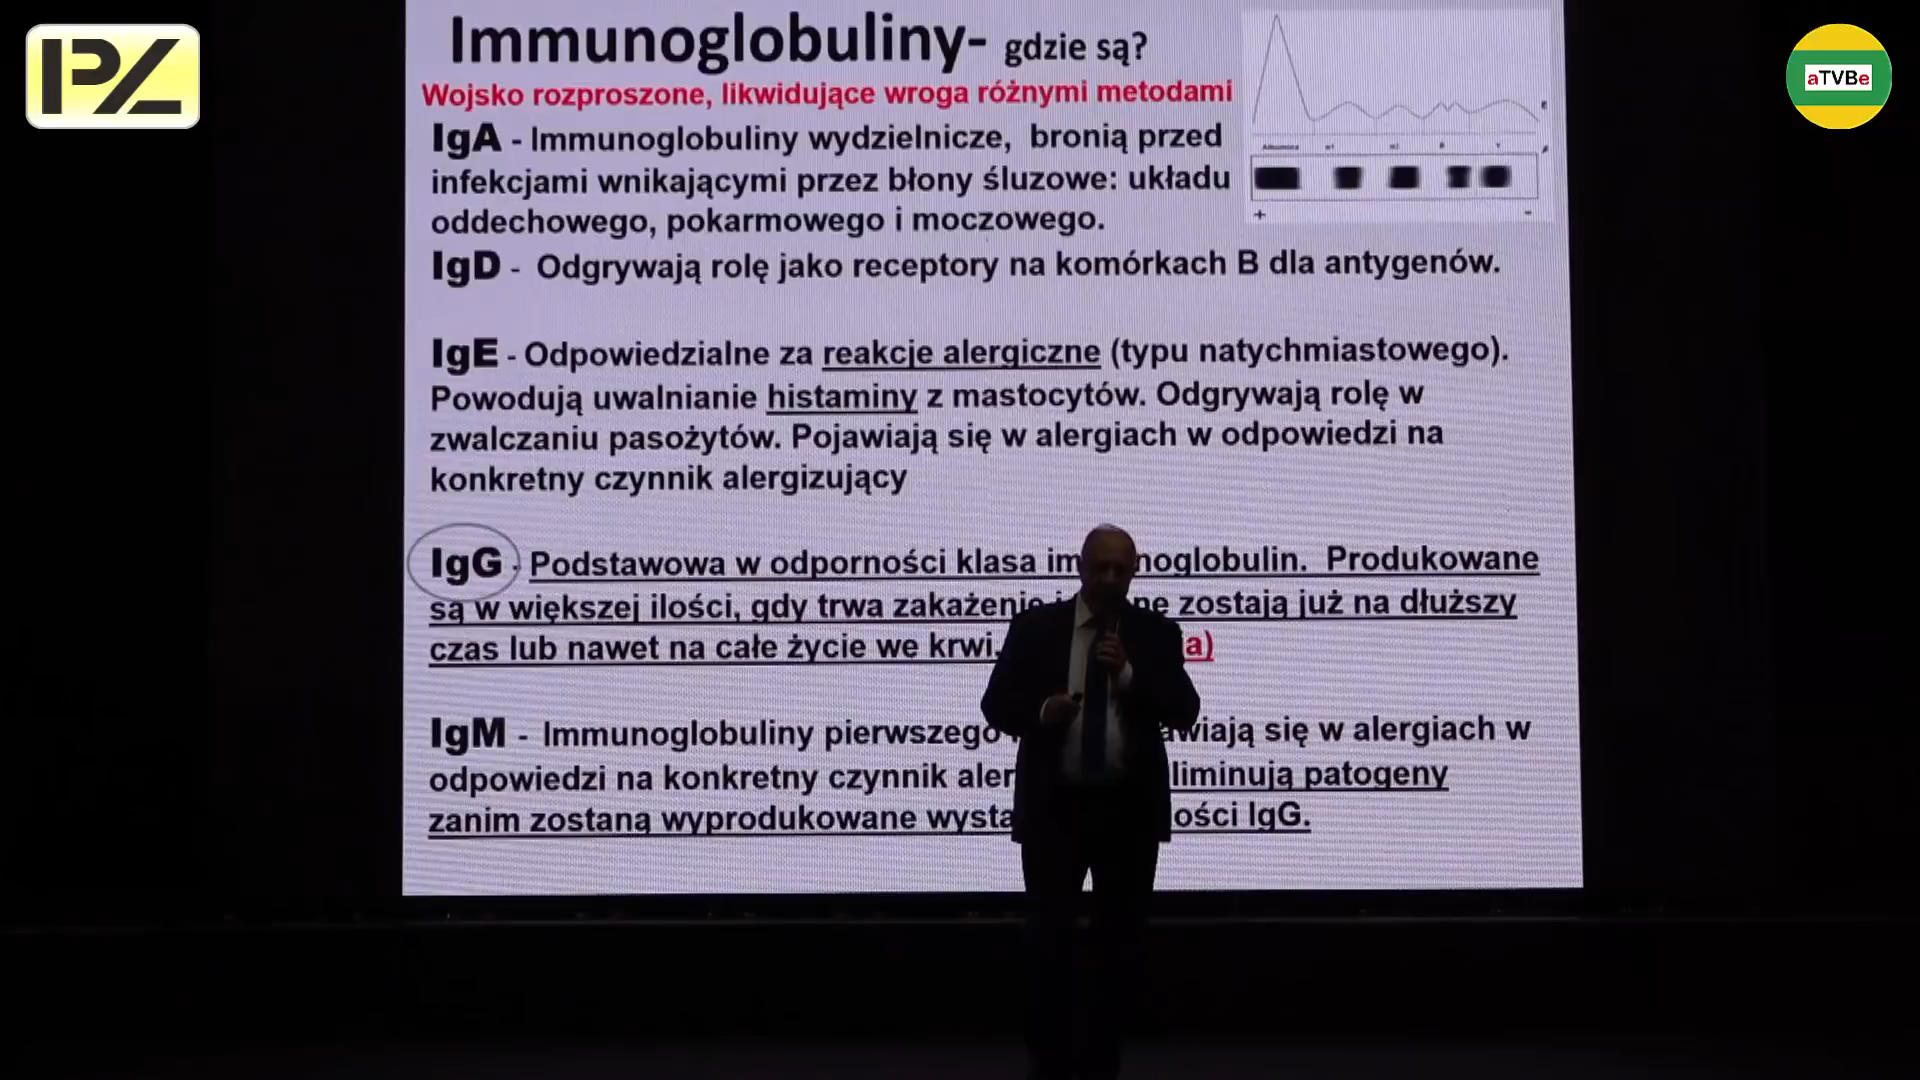 IPZ
aTVBe
Immunoglobuliny- gdzie są?
Wojsko rozproszone, likwidujące wroga różnymi metodami
IgA - Immunoglobuliny wydzielnicze, bronią przed
infekcjami wnikającymi przez błony śluzowe: układu
oddechowego, pokarmowego i moczowego.
IgD - Odgrywają rolę jako receptory na komórkach B dla antygenów.
IgE - Odpowiedzialne za reakcje alergiczne (typu natychmiastowego).
Powodują uwalnianie histaminy z mastocytów. Odgrywają rolę w
zwalczaniu pasożytów. Pojawiają się w alergiach w odpowiedzi na
konkretny czynnik alergizujący
IgG - Podstawowa w odporności klasa im noglobulin. Produkowane
są w większej ilości, gdy trwa zakażenie zostają już na dłuższy
czas lub nawet na całe życie we krwi. a)
IgM - Immunoglobuliny pierwszego wiają się w alergiach w
odpowiedzi na konkretny czynnik aler liminują patogeny
zanim zostaną wyprodukowane wysta ości IgG.
+ -